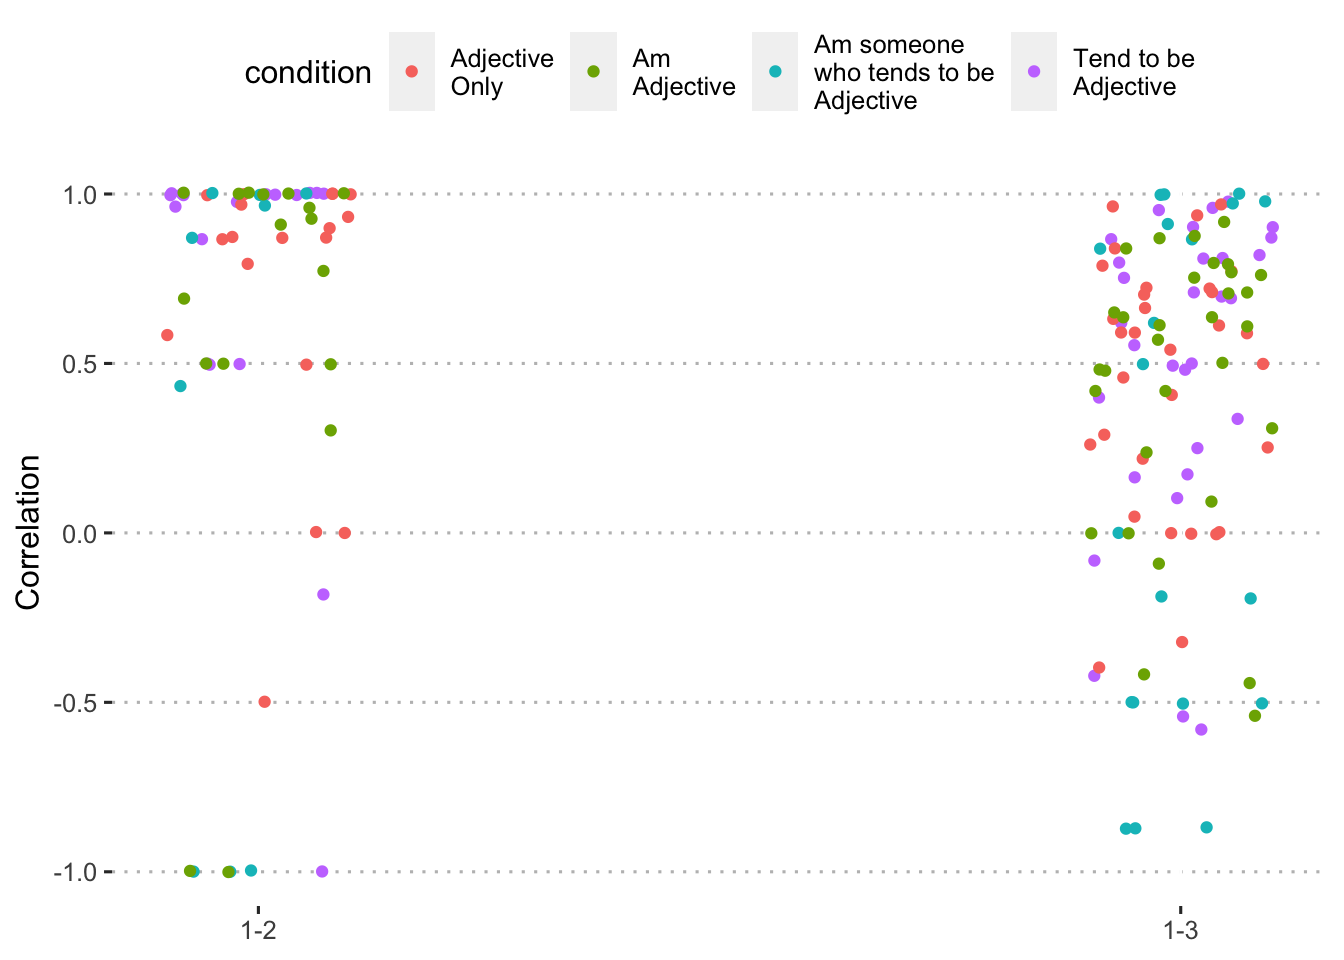 condition
Adjective
Only
Am
Adjective
Am someone
who tends to be
Adjective
Tend to be
Adjective
1.0
0.5
0.0
-0.5
-1.0
Correlation
1-2
1-3